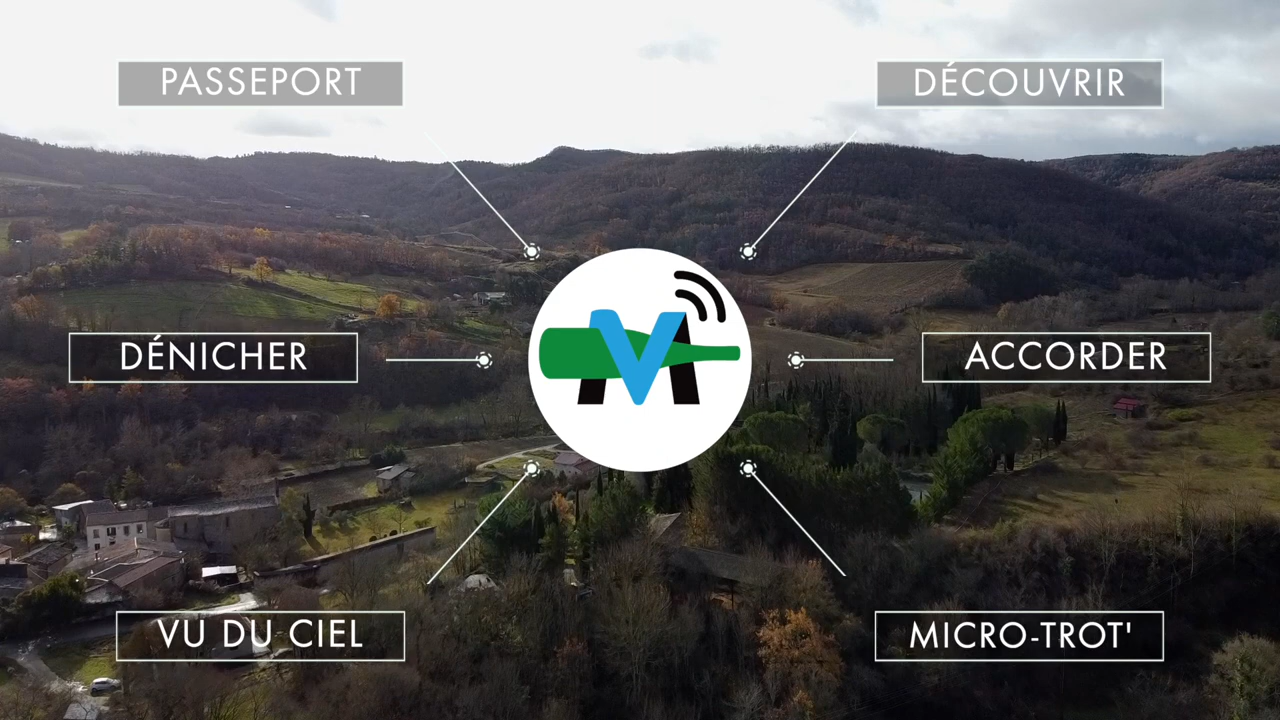 PASSEPORT
DÉCOUVRIR
DÉNICHER
ACCORDER
VU DU CIEL
MICRO-TROT'